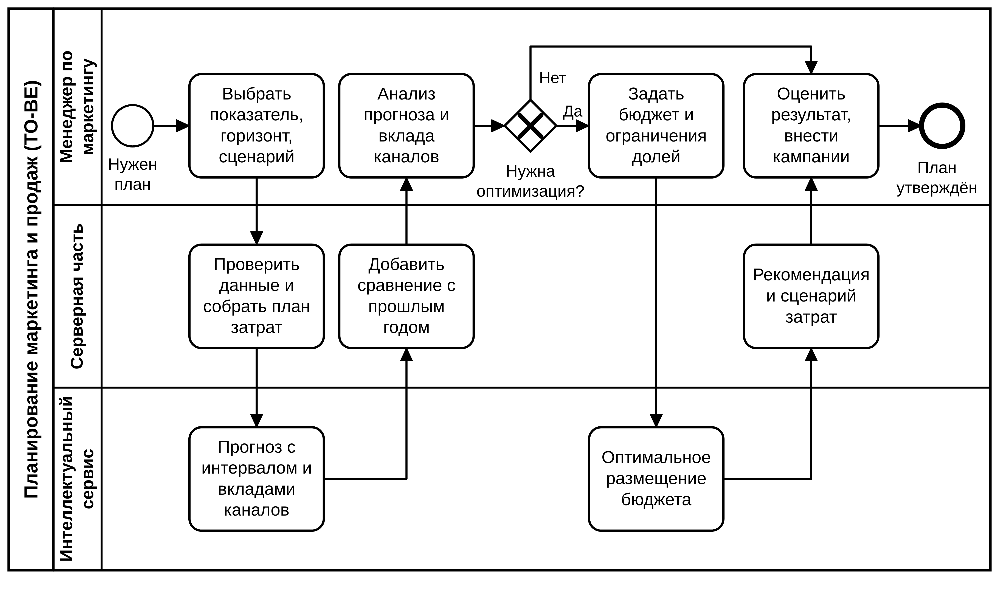 Планирование маркетинга и продаж (TO-BE)
Менеджер по
маркетингу
Нужен
план
Выбрать
показатель,
горизонт,
сценарий
Анализ
прогноза и
вклада
каналов
Нужна
оптимизация?
Нет
Да
Задать
бюджет и
ограничения
долей
Оценить
результат,
внести
кампании
План
утверждён
Серверная часть
Проверить
данные и
собрать план
затрат
Добавить
сравнение с
прошлым
годом
Рекомендация
и сценарий
затрат
Интеллектуальный
сервис
Прогноз с
интервалом и
вкладами
каналов
Оптимальное
размещение
бюджета